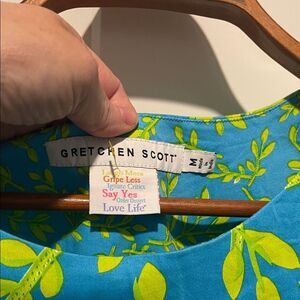 GRETCHEN SCOTT
M
Laugh More
Gripe Less
Ignore Critics
Say Yes
Order Dessert
Love Life